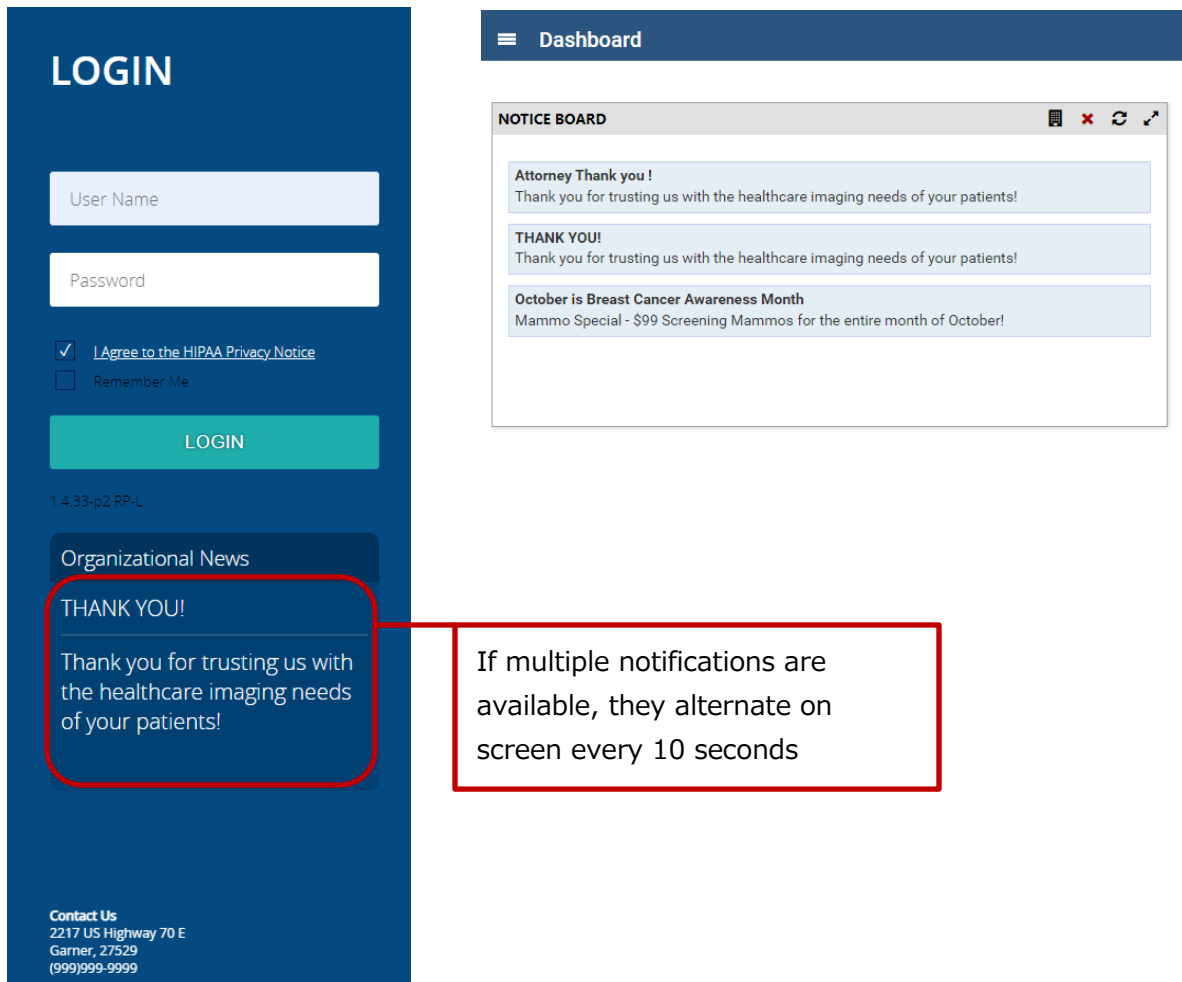 LOGIN
User Name
Password
I Agree to the HIPAA Privacy Notice
Remember Me
LOGIN
1.4.33-p2 RP-L
Organizational News
THANK YOU!
Thank you for trusting us with
the healthcare imaging needs
of your patients!
Contact Us
2217 US Highway 70 E
Garner, 27529
(999)999-9999
Dashboard
NOTICE BOARD
Attorney Thank you !
Thank you for trusting us with the healthcare imaging needs of your patients!
THANK YOU!
Thank you for trusting us with the healthcare imaging needs of your patients!
October is Breast Cancer Awareness Month
Mammo Special - $99 Screening Mammos for the entire month of October!
If multiple notifications are
available, they alternate on
screen every 10 seconds